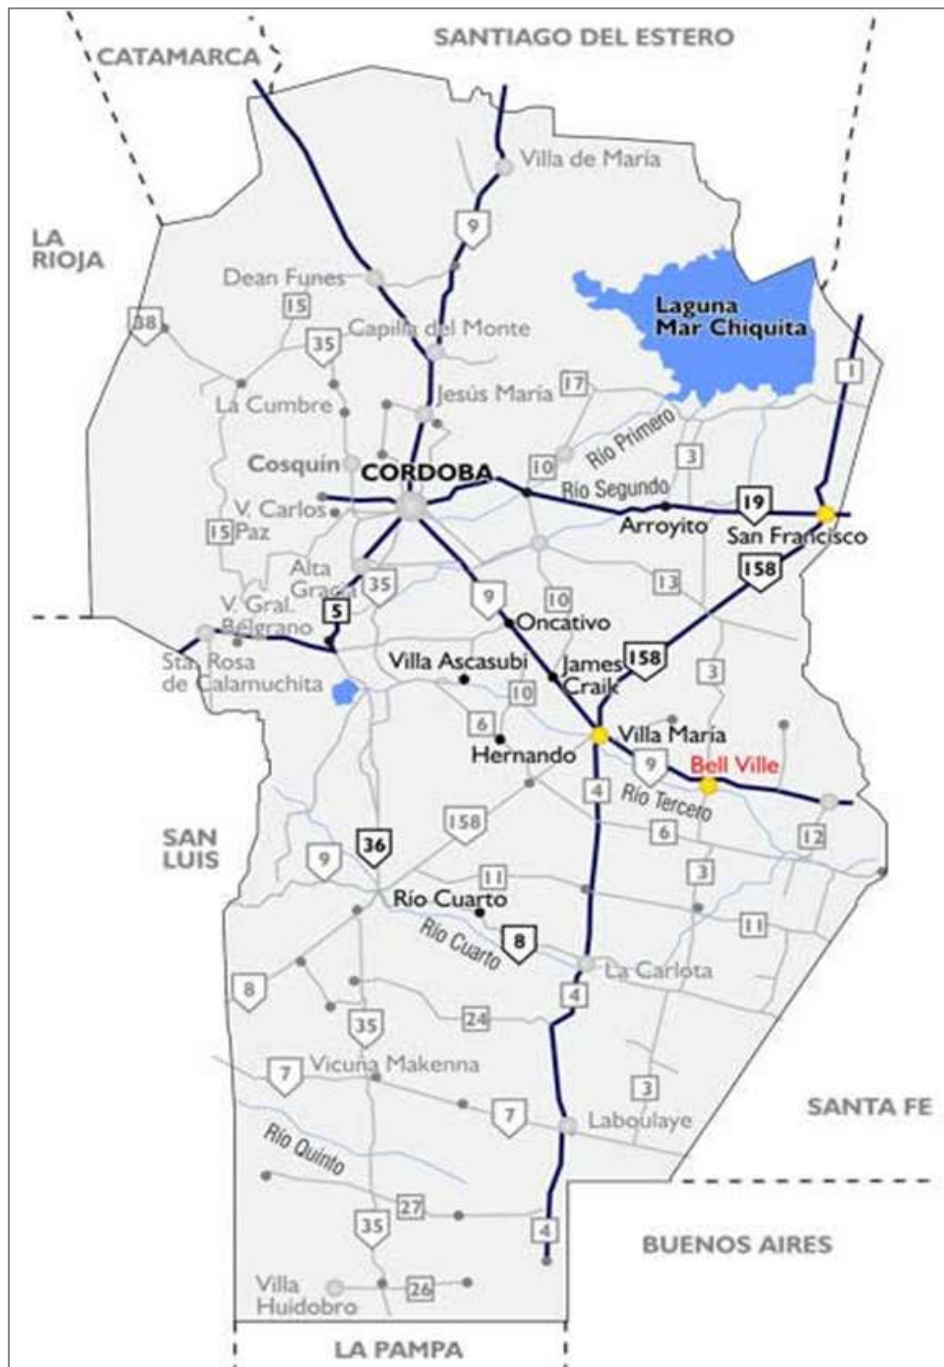 SANTIAGO DEL ESTERO
CATAMARCA
Villa de María
9
LA
RIOJA
Dean Funes
15
38
35
Capilla del Monte
Laguna
Mar Chiquita
1
17
La Cumbre
Jesús María
Río Primero
3
Cosquín
CORDOBA
10
Río Segundo
19
V. Carlos
Paz
15
Arroyito
San Francisco
158
Alta
Gracia
35
13
9
10
V. Gral.
Belgrano
5
Oncativo
Sta. Rosa
de Calamuchita
Villa Ascasubi
James
Craik
158
3
10
6
Hernando
Villa María
9
Bell Ville
4
Río Tercero
SAN
LUIS
158
36
9
6
12
3
11
Río Cuarto
11
Río Cuarto
8
La Carlota
8
4
24
35
Vicuna Makenna
7
7
3
Laboulaye
SANTA FE
Río Quinto
27
35
4
BUENOS AIRES
Villa
Huidobro
26
LA PAMPA